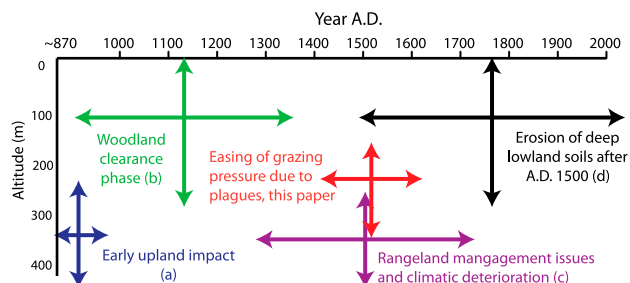 Year A.D.
~870 1000 1100 1200 1300 1400 1500 1600 1700 1800 1900 2000
Altitude (m)
0
100
200
300
400
Woodland
clearance
phase (b)
Easing of grazing
pressure due to
plagues, this paper
Erosion of deep
lowland soils after
A.D. 1500 (d)
Early upland impact
(a)
Rangeland mangagement issues
and climatic deterioration (c)